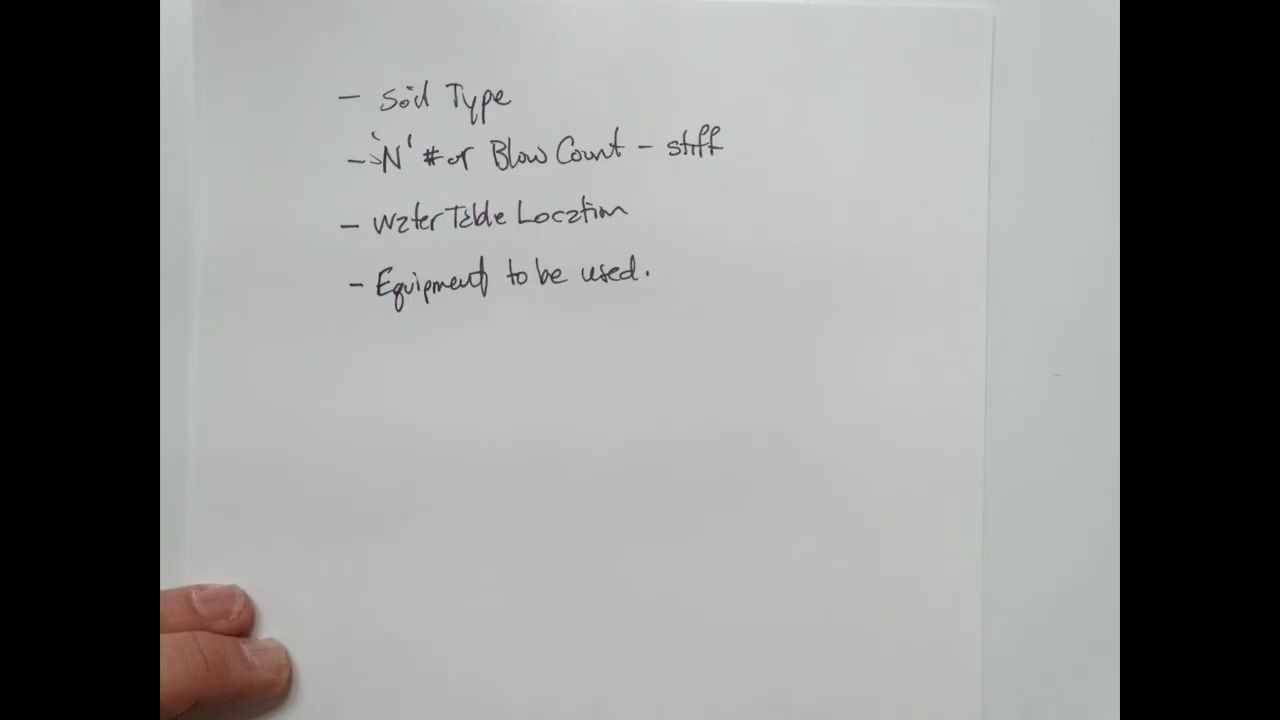 - Soil Type
- 'N' # or Blow Count - stiff
- Water Table Location
- Equipment to be used.